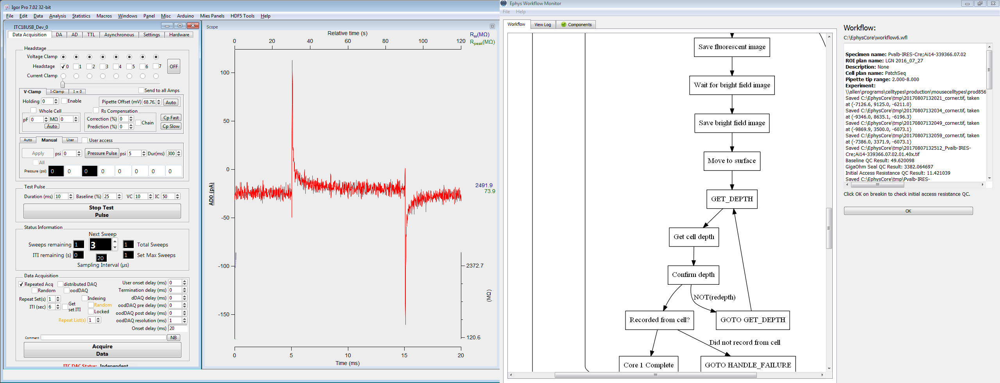 Igor Pro 7.02 32-bit
File Edit Data Analysis Statistics Macros Windows Panel Misc Arduino Mies Panels HDF5 Tools Help
ITC18USB_Dev_0
Data Acquisition DA AD TTL Asynchronous Settings Hardware
Headstage
Voltage Clamp
Headstage 0 1 2 3 4 5 6 7 OFF
Current Clamp
Send to all Amps
V-Clamp I-Clamp I = 0
Holding 0 Enable Pipette Offset (mV) 68.76 Auto
Whole Cell Rs Compensation
pF 0 MΩ 0 Correction (%) 0 Chain Cp Fast
Auto Prediction (%) 0 Cp Slow
Auto Manual User User access
Apply psi 0 Pressure Pulse psi 5 Dur(ms) 300
All
Pressure (psi) 0 0 0 0 0 0 0 0
Test Pulse
Duration (ms) 10 Baseline (%) 25 VC 10 IC 50
Stop Test
Pulse
Status Information
Next Sweep
Sweeps remaining 1 3 1 Total Sweeps
ITI remaining (s) 0 20 1 Set Max Sweeps
Sampling Interval (µs)
Data Acquisition
Repeated Acq distributed DAQ User onset delay (ms) 0
Random oodDAQ Termination delay (ms) 0
Repeat Set(s) 1 Indexing dDAQ delay (ms) 0
ITI (sec) 6 Get set ITI Random oodDAQ pre delay (ms) 0
Locked oodDAQ post delay (ms) 0
Repeat List(s) 1 oodDAQ resolution (ms) 1
Onset delay (ms) 20
Comment NB
Acquire
Data
ITC DAC Status: Independent
Scope
Relative time (s)
0 20 40 60 80 100 120
Rss(MΩ)
Rpeak(MΩ)
100
50
0
-50
-100
-150
AD0 (pA)
2491.9
73.9
2372.7
(MΩ)
120.6
0 5 10 15 20
Time (ms)
Ephys Workflow Monitor
File Help
Workflow View Log Components
Save fluorescent image
Wait for bright field image
Save bright field image
Move to surface
GET_DEPTH
Get cell depth
Confirm depth
NOT(redepth)
Recorded from cell? GOTO GET_DEPTH
Did not record from cell
Core 1 Complete GOTO HANDLE_FAILURE
Workflow:
C:\EphysCore\workflow6.wfl
Specimen name: Pvalb-IRES-Cre;Ai14-339366.07.02
ROI plan name: LGN 2016_07_27
Description: None
Cell plan name: PatchSeq
Pipette tip range: 2.000-8.000
Experiment:
\\allen\programs\celltypes\production\mousecelltypes\prod856
Saved C:\EphysCore\tmp\20170807132021_corner.tif, taken
at (-7126.6, 9125.0, -6211.0)
Saved C:\EphysCore\tmp\20170807132034_corner.tif, taken
at (-9346.0, 8635.1, -6196.3)
Saved C:\EphysCore\tmp\20170807132049_corner.tif, taken
at (-9869.9, 3500.0, -6073.1)
Saved C:\EphysCore\tmp\20170807132059_corner.tif, taken
at (-7386.0, 3371.9, -6073.1)
Saved C:\EphysCore\tmp\20170807132512_Pvalb-IRES-
Cre;Ai14-339366.07.02.01.40x.tif
Baseline QC Result: 49.620098
GigaOhm Seal QC Result: 3382.064697
Initial Access Resistance QC Result: 11.421039
Saved C:\EphysCore\tmp\Pvalb-IRES-
Click OK on breakin to check initial access resistance QC.
OK